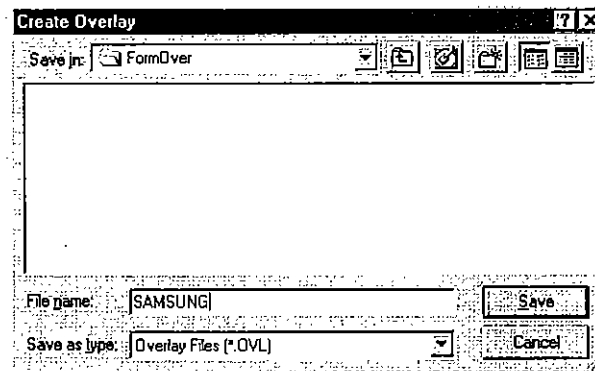 Create Overlay ? X
Save in: FormOver
File name: SAMSUNG
Save
Save as type: Overlay Files (*.OVL)
Cancel